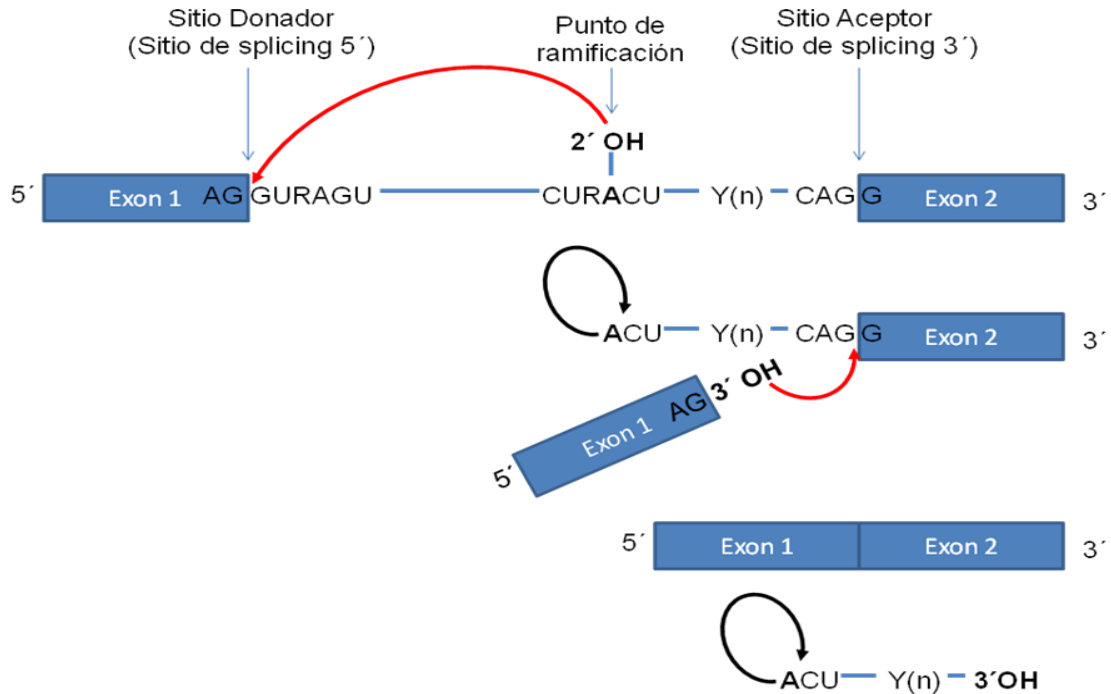 Sitio Donador
(Sitio de splicing 5´)
Punto de
ramificación
Sitio Aceptor
(Sitio de splicing 3´)
2´ OH
5´ Exon 1 AG GURAGU CURACU Y(n) CAG G Exon 2 3´
ACU Y(n) CAG G Exon 2 3´
5´ Exon 1 AG 3´ OH
5´ Exon 1 Exon 2 3´
ACU Y(n) 3´OH